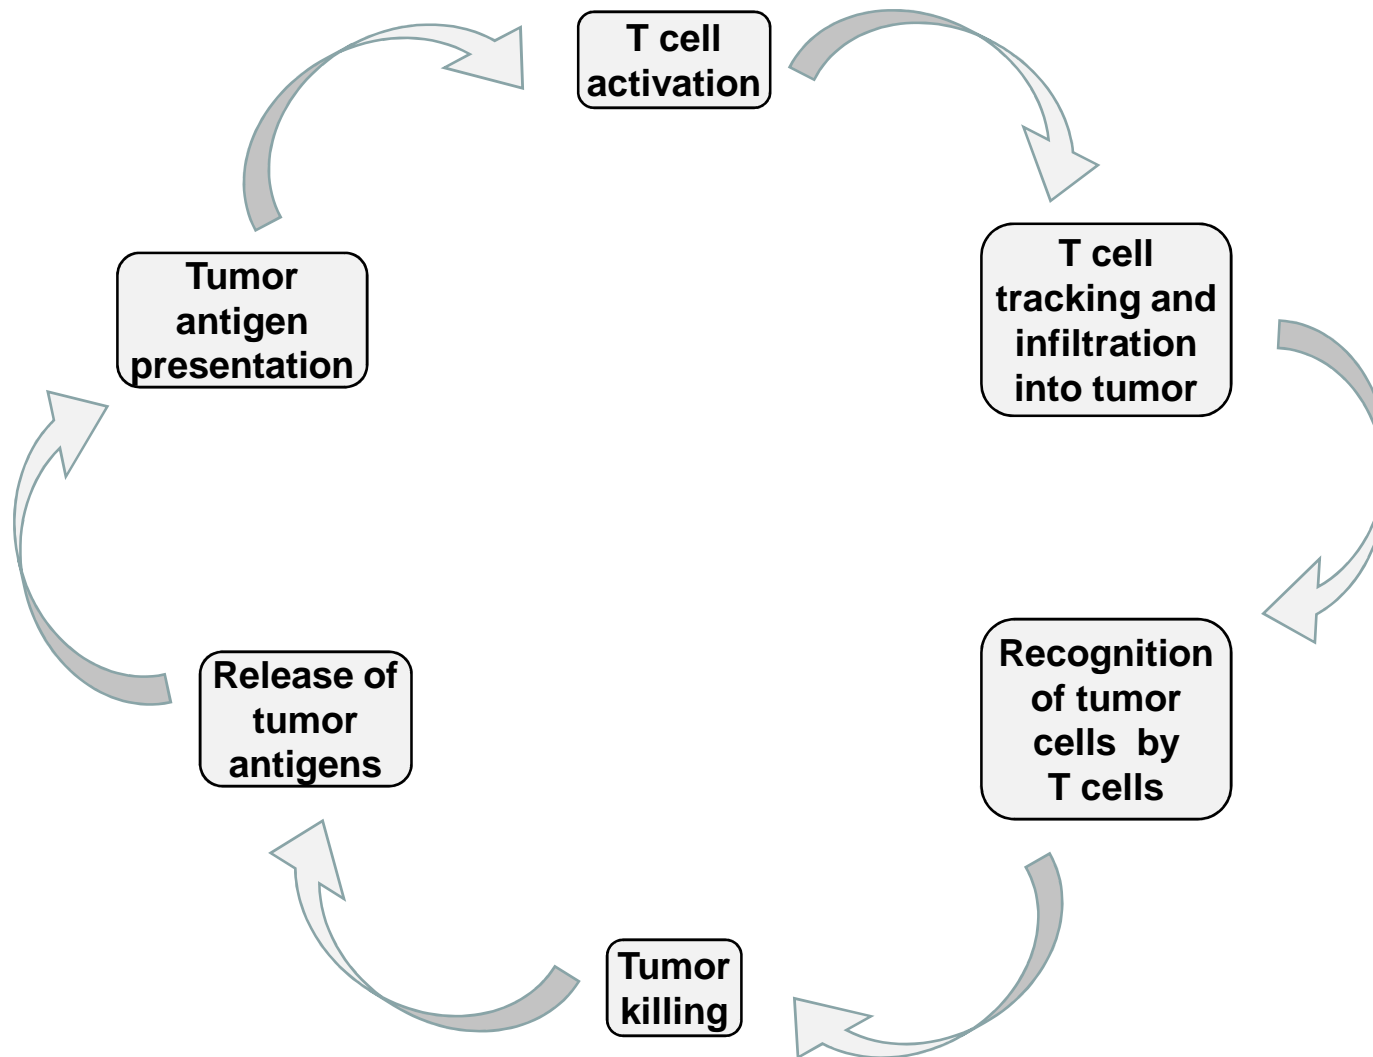 T cell
activation
T cell
tracking and
infiltration
into tumor
Recognition
of tumor
cells  by
T cells
Tumor
killing
Release of
tumor
antigens
Tumor
antigen
presentation